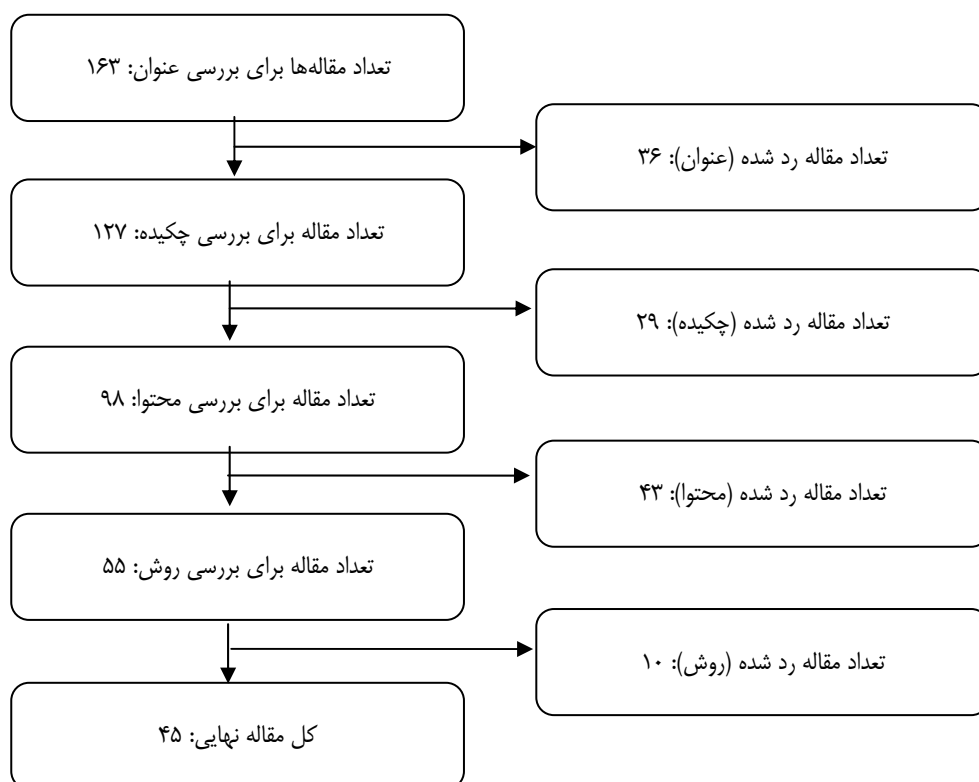 تعداد مقاله‌ها برای بررسی عنوان: ۱۶۳
تعداد مقاله رد شده (عنوان): ۳۶
تعداد مقاله برای بررسی چکیده: ۱۲۷
تعداد مقاله رد شده (چکیده): ۲۹
تعداد مقاله برای بررسی محتوا: ۹۸
تعداد مقاله رد شده (محتوا): ۴۳
تعداد مقاله برای بررسی روش: ۵۵
تعداد مقاله رد شده (روش): ۱۰
کل مقاله نهایی: ۴۵